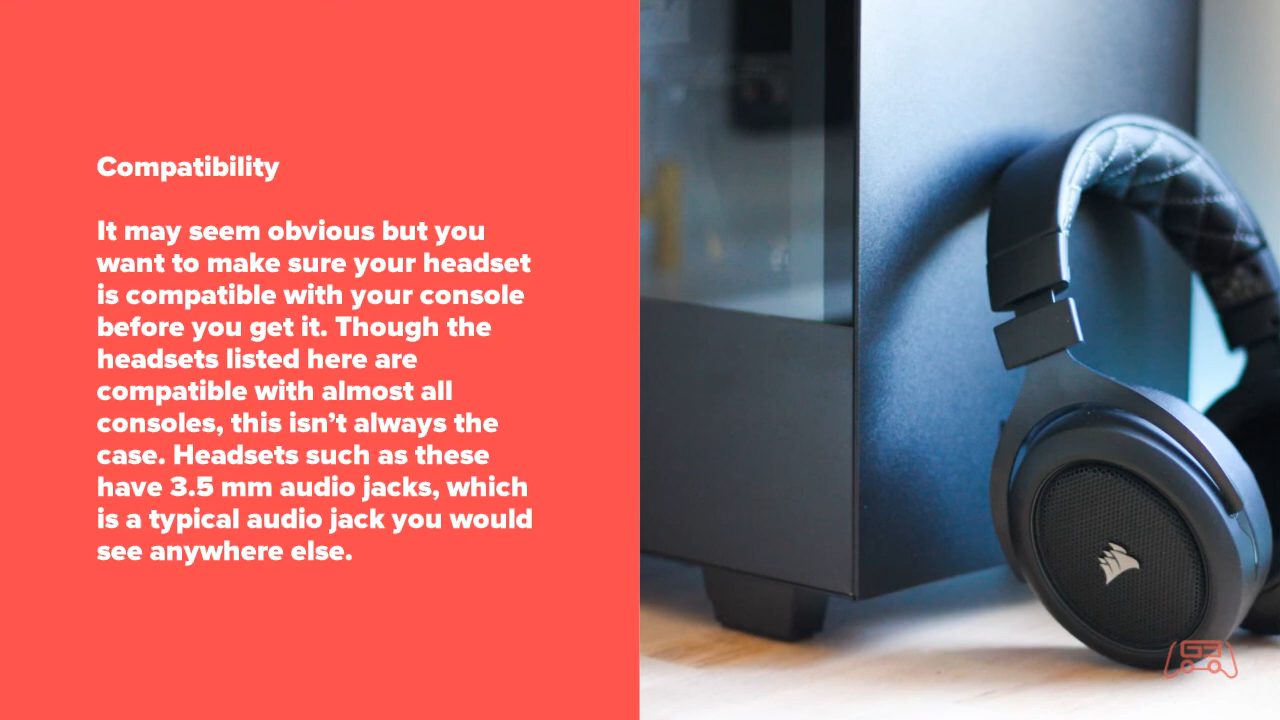 Compatibility
It may seem obvious but you
want to make sure your headset
is compatible with your console
before you get it. Though the
headsets listed here are
compatible with almost all
consoles, this isn’t always the
case. Headsets such as these
have 3.5 mm audio jacks, which
is a typical audio jack you would
see anywhere else.
G3